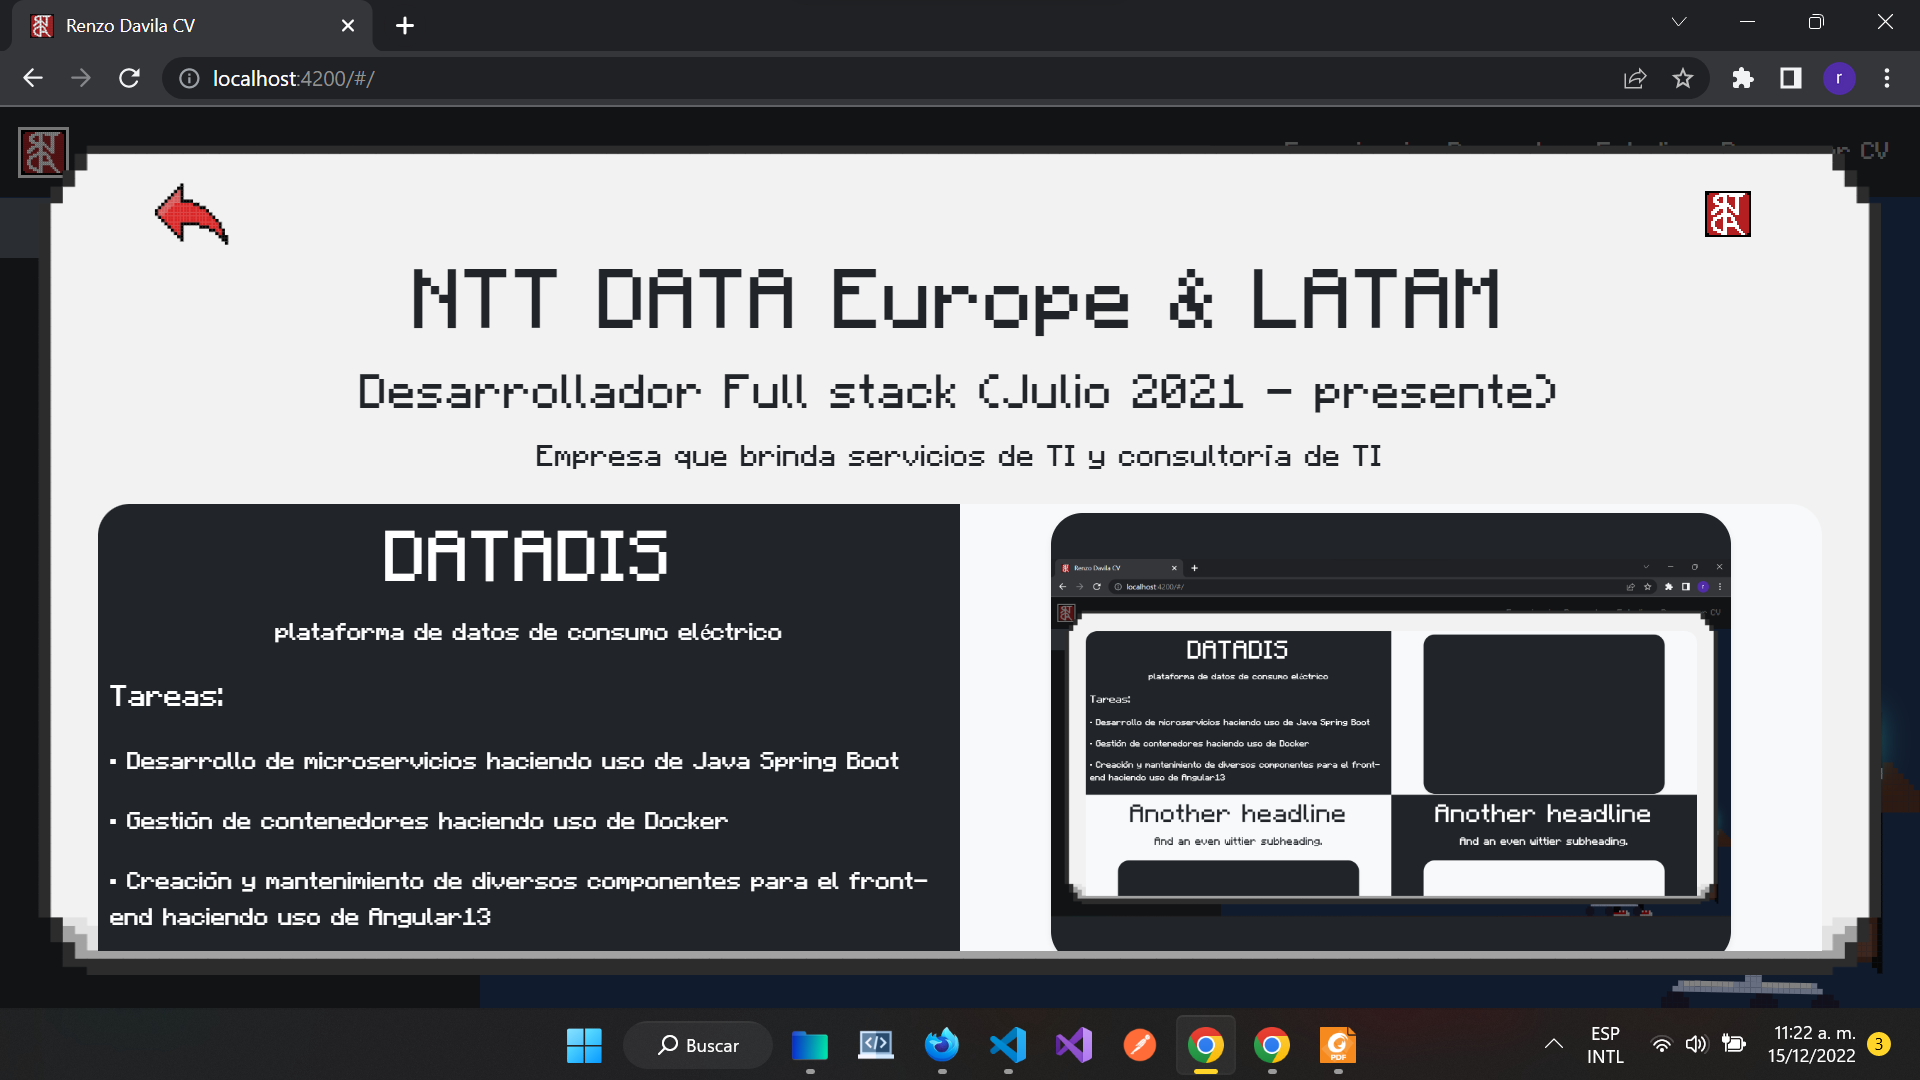 Renzo Davila CV
localhost:4200/#/
CV
NTT DATA Europe & LATAM
Desarrollador Full stack (Julio 2021 - presente)
Empresa que brinda servicios de TI y consultoría de TI
DATADIS
plataforma de datos de consumo eléctrico
Tareas:
• Desarrollo de microservicios haciendo uso de Java Spring Boot
• Gestión de contenedores haciendo uso de Docker
• Creación y mantenimiento de diversos componentes para el front-
end haciendo uso de Angular13
Renzo Davila CV
localhost:4200/#/
CV
DATADIS
plataforma de datos de consumo eléctrico
Tareas:
• Desarrollo de microservicios haciendo uso de Java Spring Boot
• Gestión de contenedores haciendo uso de Docker
• Creación y mantenimiento de diversos componentes para el front-
end haciendo uso de Angular13
Another headline
And an even wittier subheading.
Another headline
And an even wittier subheading.
Buscar
PDF
ESP
INTL
11:22 a. m.
15/12/2022
3
r